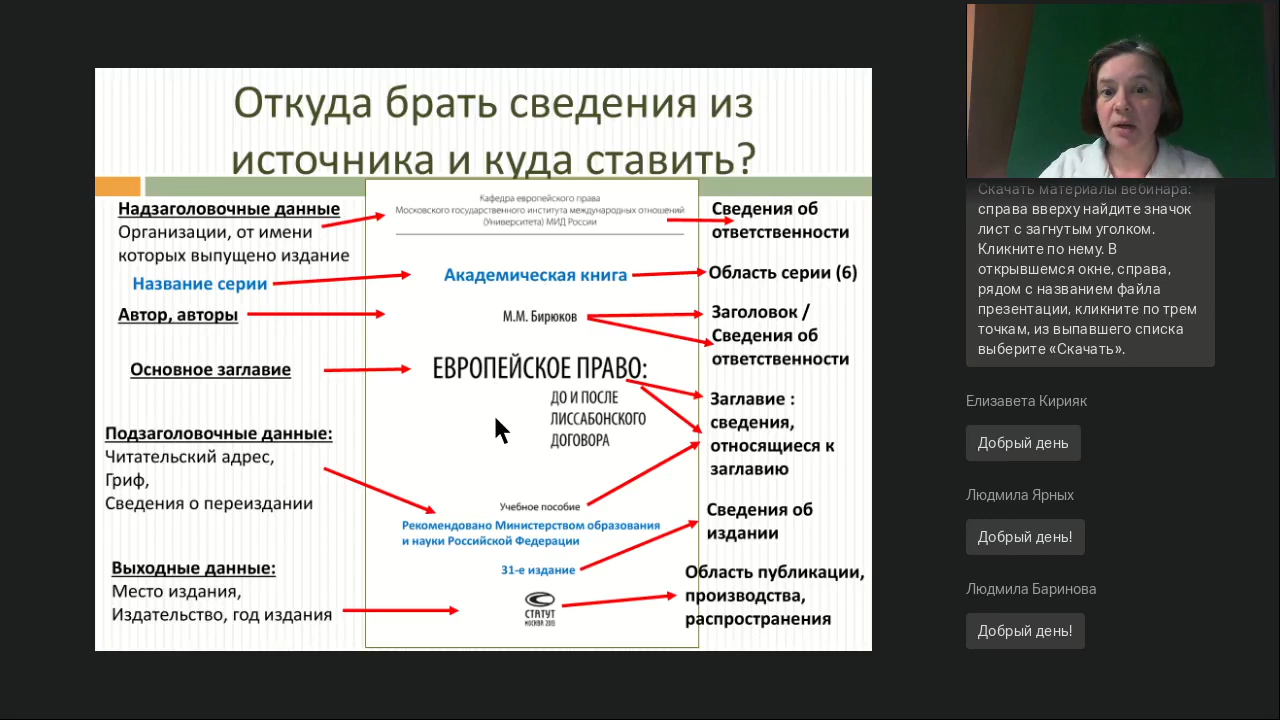 Откуда брать сведения из
источника и куда ставить?
Надзаголовочные данные
Организации, от имени
которых выпущено издание
Название серии
Автор, авторы
Основное заглавие
Подзаголовочные данные:
Читательский адрес,
Гриф,
Сведения о переиздании
Выходные данные:
Место издания,
Издательство, год издания
Кафедра европейского права
Московского государственного института международных отношений
(Университета) МИД России
Академическая книга
М.М. Бирюков
ЕВРОПЕЙСКОЕ ПРАВО:
ДО И ПОСЛЕ
ЛИССАБОНСКОГО
ДОГОВОРА
Учебное пособие
Рекомендовано Министерством образования
и науки Российской Федерации
31-е издание
СТАТУТ
МОСКВА 2013
Сведения об
ответственности
Область серии (6)
Заголовок /
Сведения об
ответственности
Заглавие :
сведения,
относящиеся к
заглавию
Сведения об
издании
Область публикации,
производства,
распространения
Скачать материалы вебинара:
справа вверху найдите значок
лист с загнутым уголком.
Кликните по нему. В
открывшемся окне, справа,
рядом с названием файла
презентации, кликните по трем
точкам, из выпавшего списка
выберите «Скачать».
Елизавета Кирияк
Добрый день
Людмила Ярных
Добрый день!
Людмила Баринова
Добрый день!